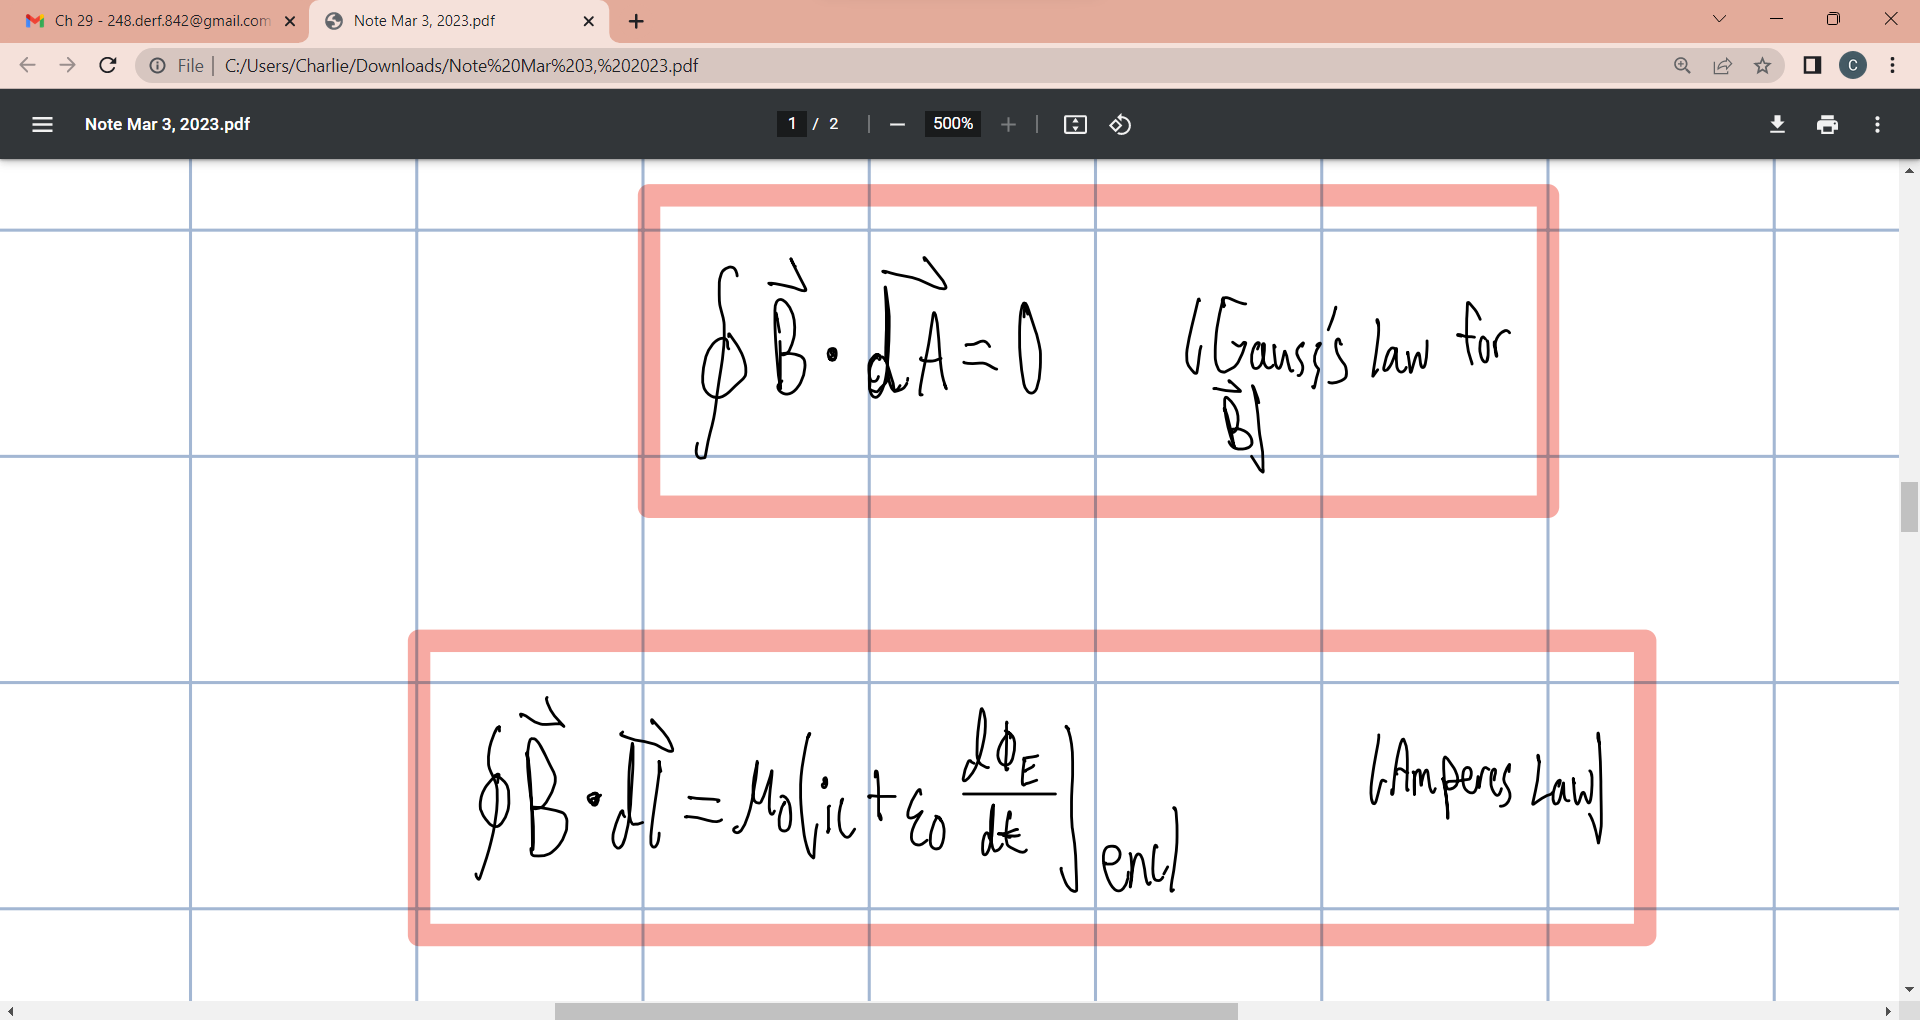 Ch 29 - 248.derf.842@gmail.com
Note Mar 3, 2023.pdf
File | C:/Users/Charlie/Downloads/Note%20Mar%203,%202023.pdf
C
Note Mar 3, 2023.pdf
1 / 2
500%
∮ B⃗ · dA⃗ = 0 (Gauss's law for
B⃗)
∮ B⃗ · dl⃗ = μ₀(ic + ε₀ dΦE/dt)encl (Amperes Law)